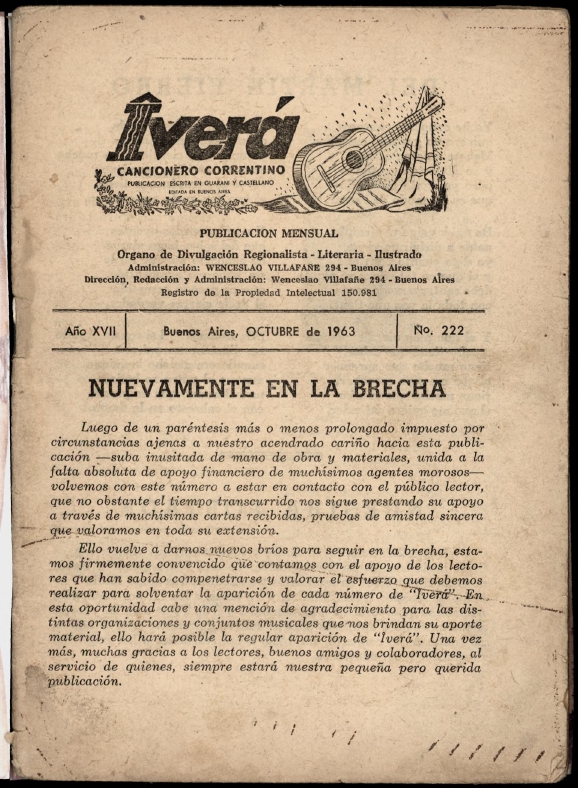 Îverá
CANCIONERO CORRENTINO
PUBLICACION ESCRITA EN GUARANI Y CASTELLANO
EDITADA EN BUENOS AIRES
PUBLICACION MENSUAL
Organo de Divulgación Regionalista - Literaria - Ilustrado
Administración: WENCESLAO VILLAFAÑE 294 - Buenos Aires
Dirección, Redacción y Administración: Wenceslao Villafañe 294 - Buenos Aires
Registro de la Propiedad Intelectual 150.981
Año XVII
Buenos Aires, OCTUBRE de 1963
No. 222
NUEVAMENTE EN LA BRECHA
Luego de un paréntesis más o menos prolongado impuesto por
circunstancias ajenas a nuestro acendrado cariño hacia esta publi-
cación —suba inusitada de mano de obra y materiales, unida a la
falta absoluta de apoyo financiero de muchísimos agentes morosos—
volvemos con este número a estar en contacto con el público lector,
que no obstante el tiempo transcurrido nos sigue prestando su apoyo
a través de muchísimas cartas recibidas, pruebas de amistad sincera
que valoramos en toda su extensión.
Ello vuelve a darnos nuevos bríos para seguir en la brecha, esta-
mos firmemente convencido que contamos con el apoyo de los lecto-
res que han sabido compenetrarse y valorar el esfuerzo que debemos
realizar para solventar la aparición de cada número de "Iverá". En
esta oportunidad cabe una mención de agradecimiento para las dis-
tintas organizaciones y conjuntos musicales que nos brindan su aporte
material, ello hará posible la regular aparición de "Iverá". Una vez
más, muchas gracias a los lectores, buenos amigos y colaboradores, al
servicio de quienes, siempre estará nuestra pequeña pero querida
publicación.